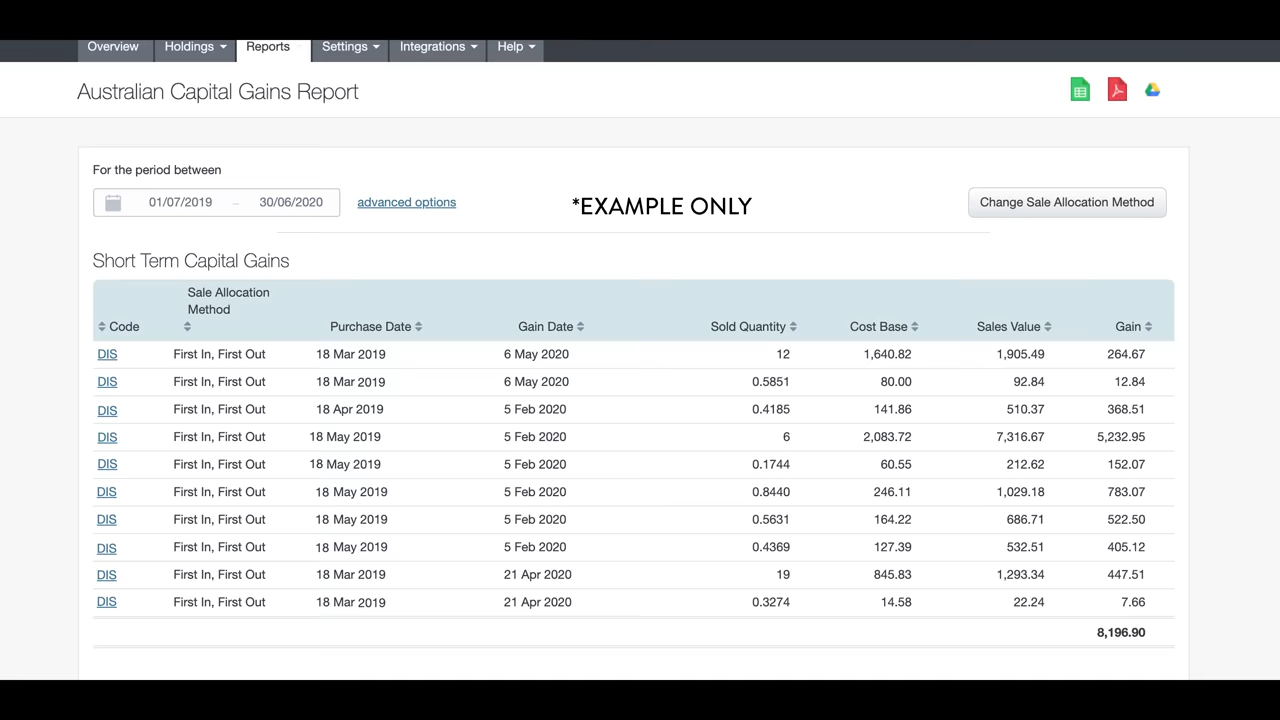 Overview Holdings Reports Settings Integrations Help
Australian Capital Gains Report
For the period between
01/07/2019 – 30/06/2020 advanced options *EXAMPLE ONLY Change Sale Allocation Method
Short Term Capital Gains
Sale Allocation
Method
Code Purchase Date Gain Date Sold Quantity Cost Base Sales Value Gain
DIS First In, First Out 18 Mar 2019 6 May 2020 12 1,640.82 1,905.49 264.67
DIS First In, First Out 18 Mar 2019 6 May 2020 0.5851 80.00 92.84 12.84
DIS First In, First Out 18 Apr 2019 5 Feb 2020 0.4185 141.86 510.37 368.51
DIS First In, First Out 18 May 2019 5 Feb 2020 6 2,083.72 7,316.67 5,232.95
DIS First In, First Out 18 May 2019 5 Feb 2020 0.1744 60.55 212.62 152.07
DIS First In, First Out 18 May 2019 5 Feb 2020 0.8440 246.11 1,029.18 783.07
DIS First In, First Out 18 May 2019 5 Feb 2020 0.5631 164.22 686.71 522.50
DIS First In, First Out 18 May 2019 5 Feb 2020 0.4369 127.39 532.51 405.12
DIS First In, First Out 18 Mar 2019 21 Apr 2020 19 845.83 1,293.34 447.51
DIS First In, First Out 18 Mar 2019 21 Apr 2020 0.3274 14.58 22.24 7.66
8,196.90